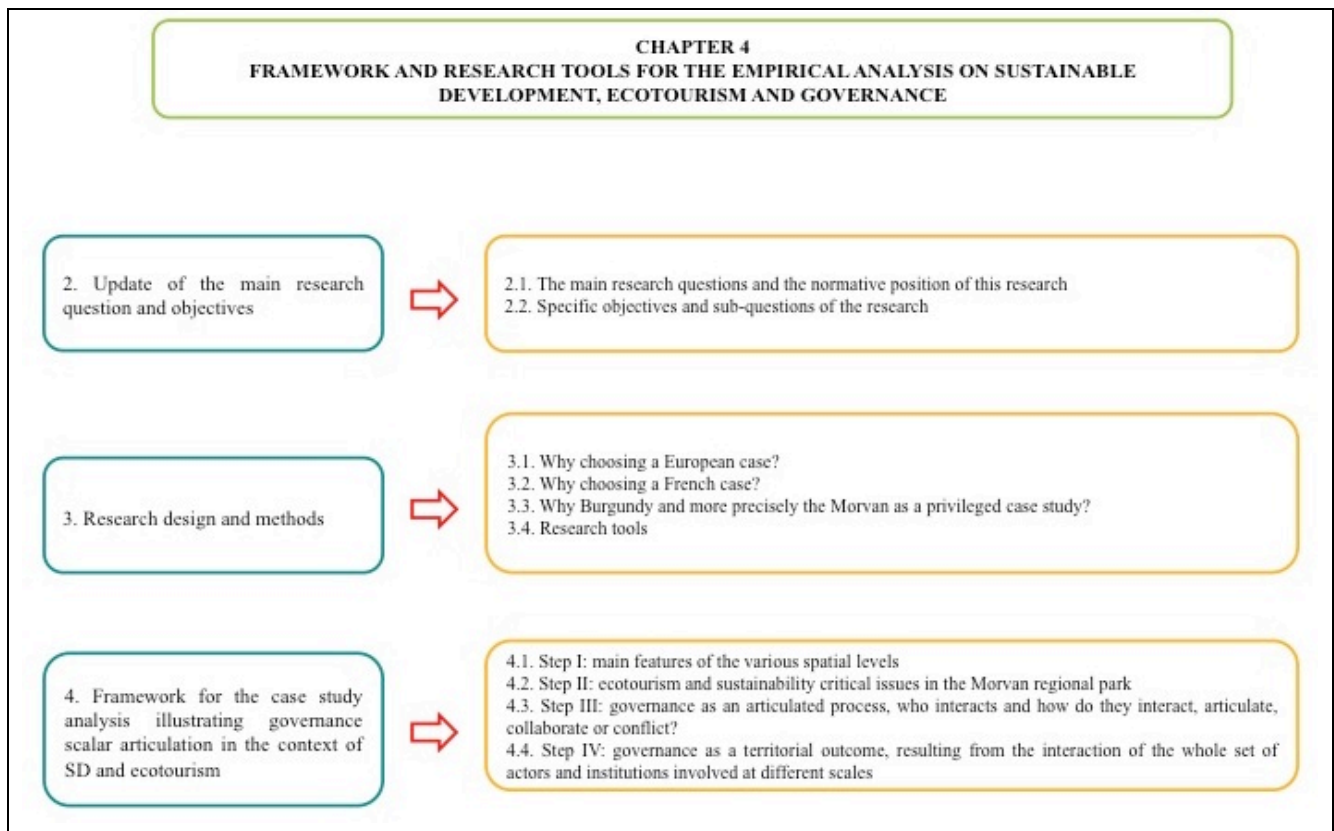 CHAPTER 4
FRAMEWORK AND RESEARCH TOOLS FOR THE EMPIRICAL ANALYSIS ON SUSTAINABLE
DEVELOPMENT, ECOTOURISM AND GOVERNANCE
2. Update of the main research
question and objectives
2.1. The main research questions and the normative position of this research
2.2. Specific objectives and sub-questions of the research
3. Research design and methods
3.1. Why choosing a European case?
3.2. Why choosing a French case?
3.3. Why Burgundy and more precisely the Morvan as a privileged case study?
3.4. Research tools
4. Framework for the case study
analysis illustrating governance
scalar articulation in the context of
SD and ecotourism
4.1. Step I: main features of the various spatial levels
4.2. Step II: ecotourism and sustainability critical issues in the Morvan regional park
4.3. Step III: governance as an articulated process, who interacts and how do they interact, articulate,
collaborate or conflict?
4.4. Step IV: governance as a territorial outcome, resulting from the interaction of the whole set of
actors and institutions involved at different scales